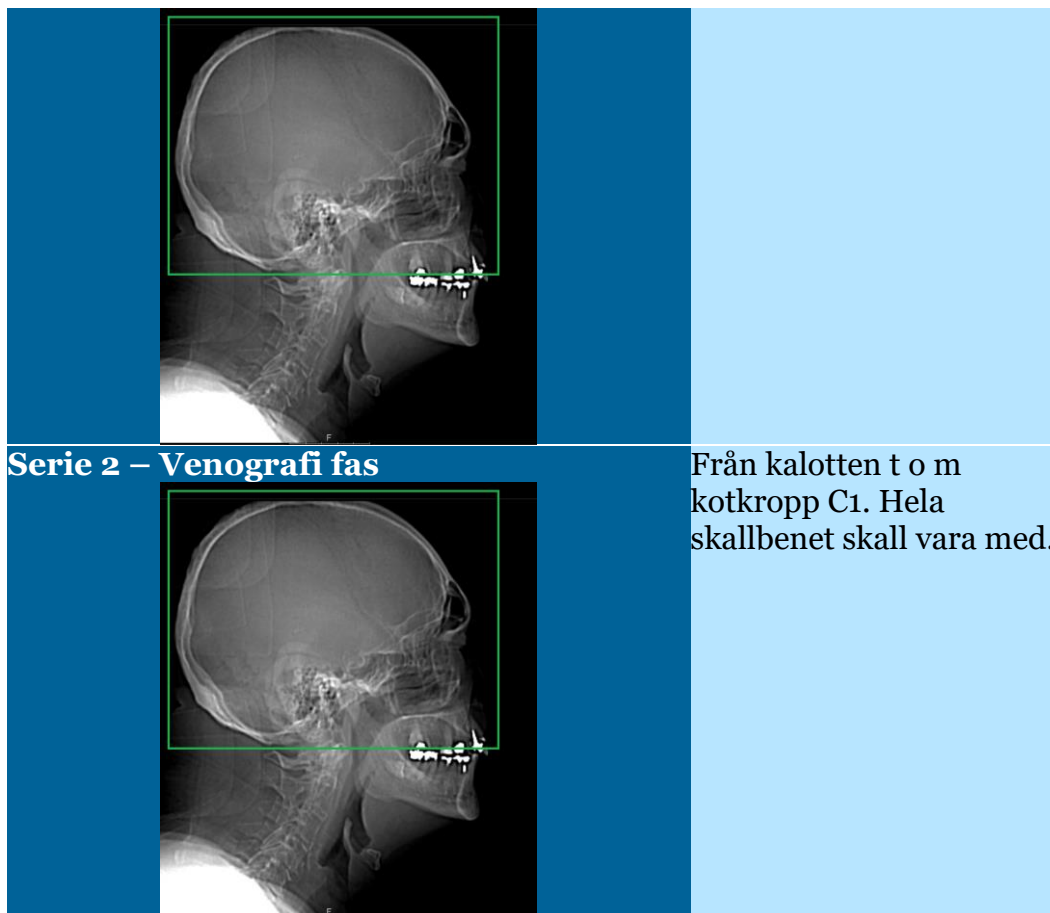 F
Serie 2 – Venografi fas
Från kalotten t o m
kotkropp C1. Hela
skallbenet skall vara med.
F